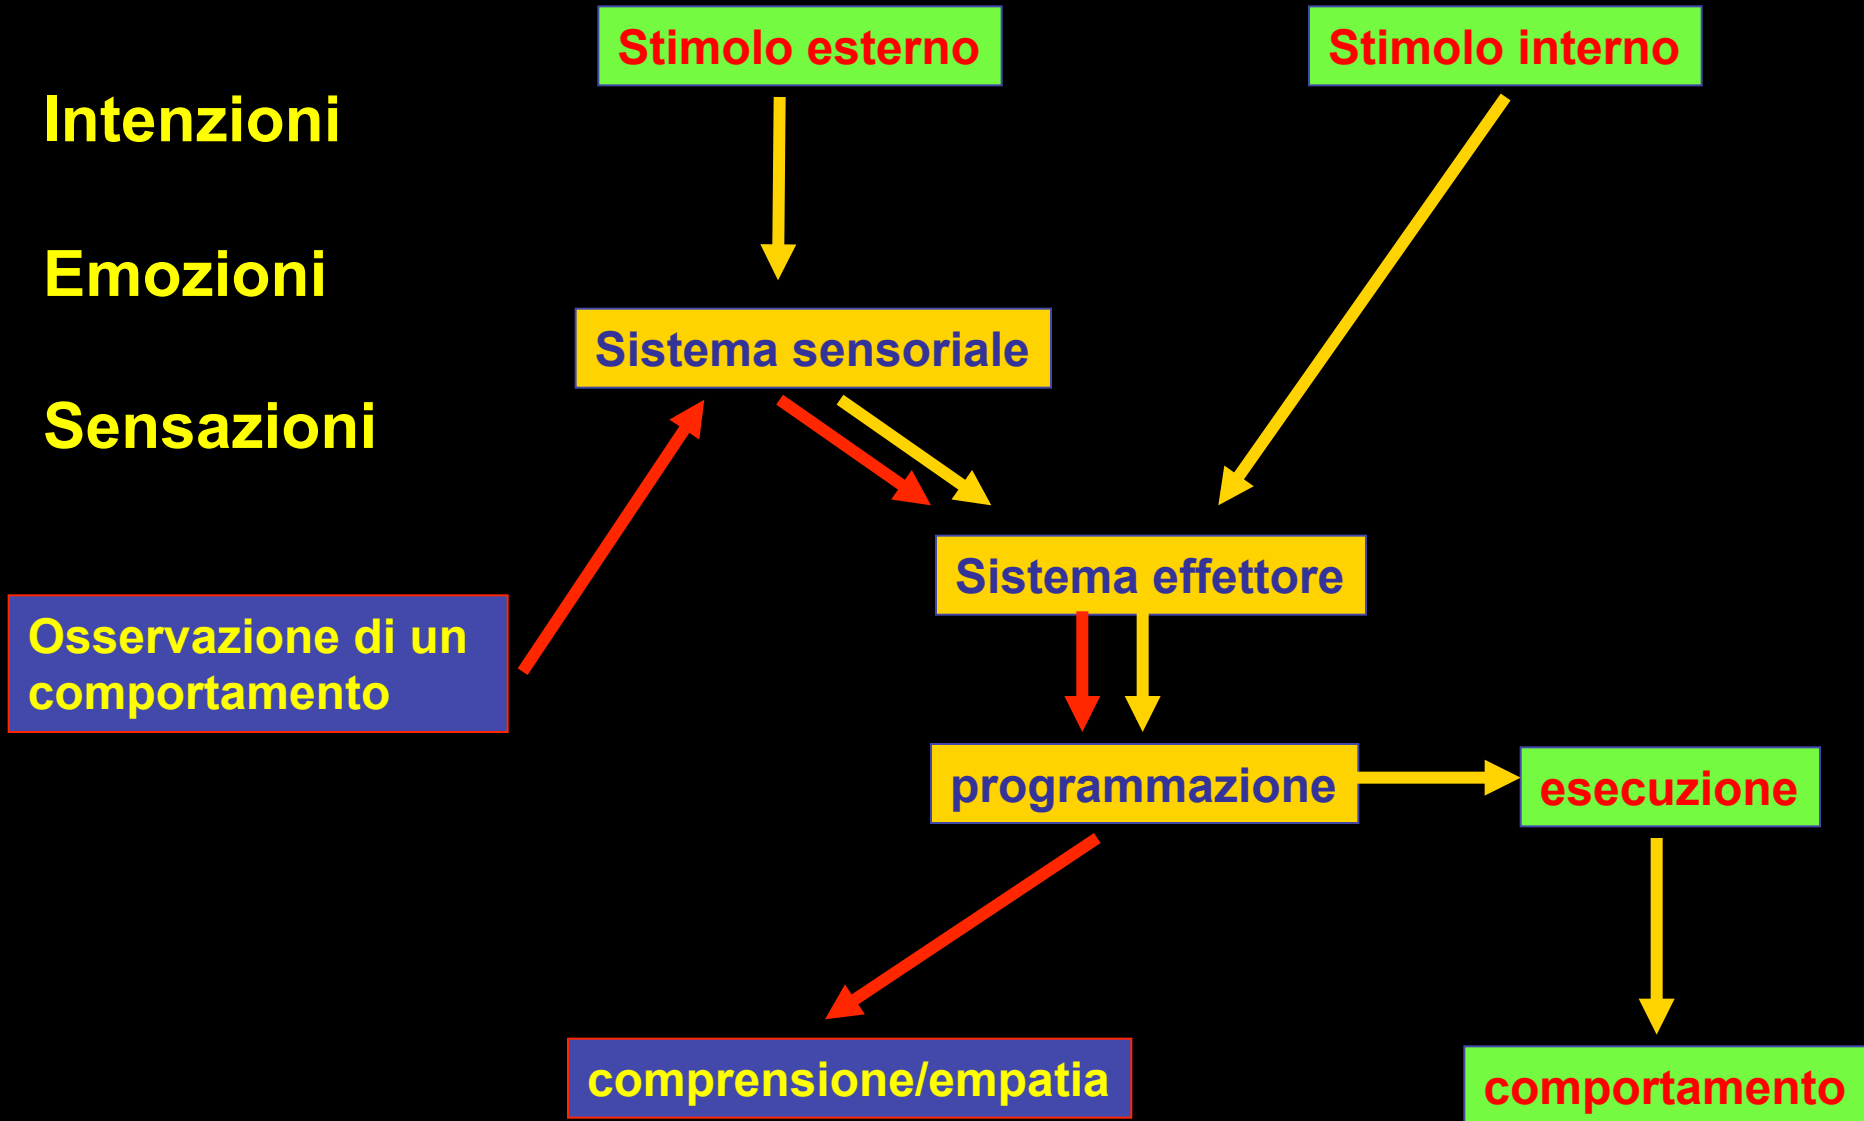 Stimolo esterno
Stimolo interno
Intenzioni
Emozioni
Sensazioni
Sistema sensoriale
Sistema effettore
Osservazione di un
comportamento
programmazione
esecuzione
comprensione/empatia
comportamento